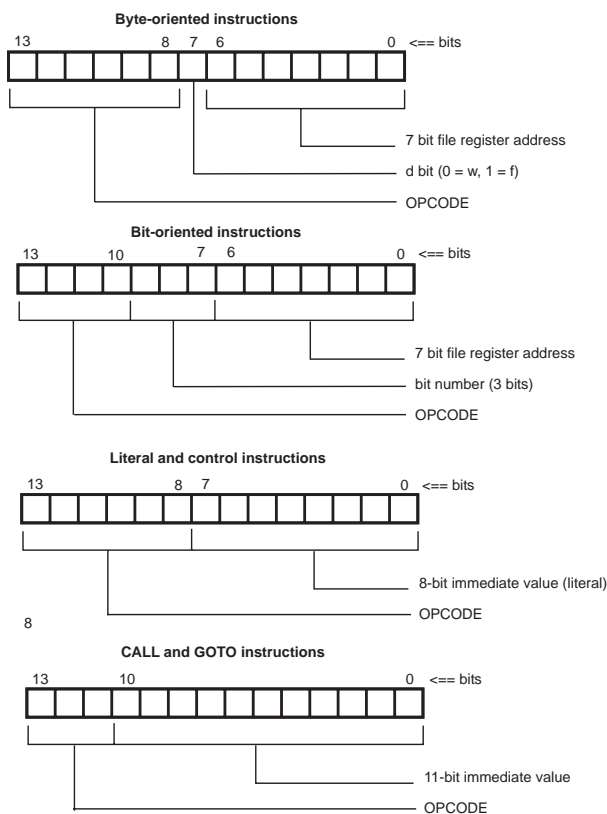 Byte-oriented instructions
13 8 7 6 0 <== bits
7 bit file register address
d bit (0 = w, 1 = f)
OPCODE
Bit-oriented instructions
13 10 7 6 0 <== bits
7 bit file register address
bit number (3 bits)
OPCODE
Literal and control instructions
13 8 7 0 <== bits
8-bit immediate value (literal)
OPCODE
8
CALL and GOTO instructions
13 10 0 <== bits
11-bit immediate value
OPCODE